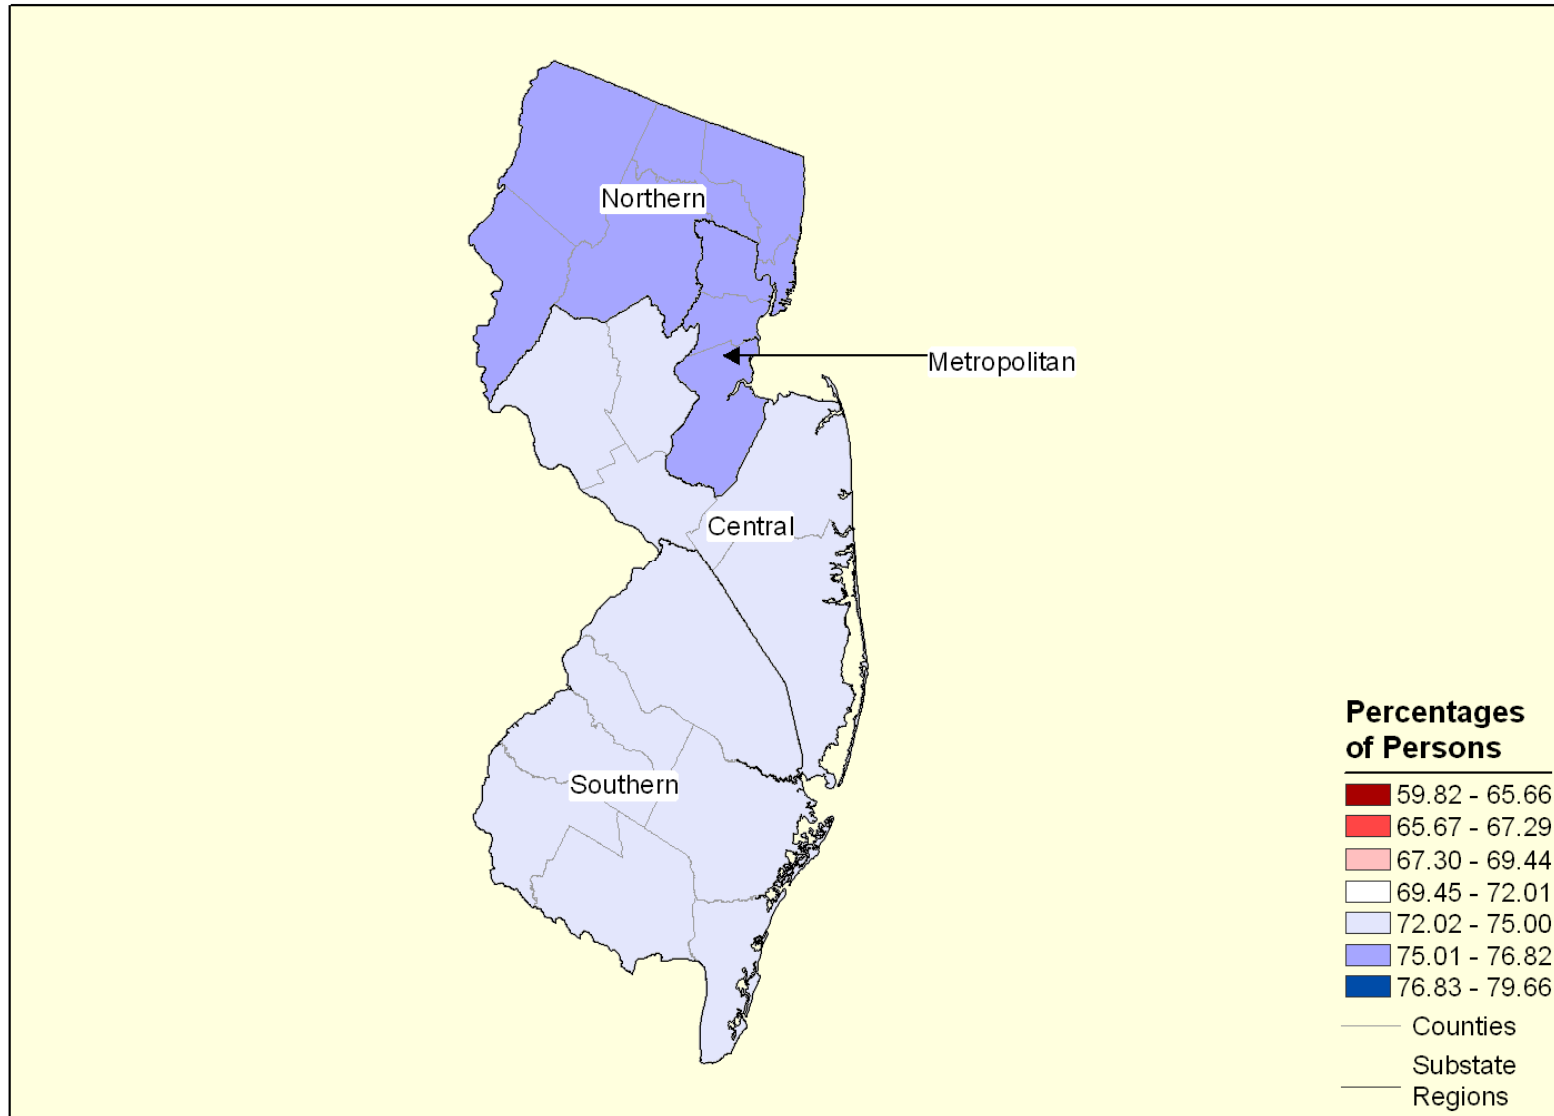 Northern
Metropolitan
Central
Southern
Percentages
of Persons
59.82 - 65.66
65.67 - 67.29
67.30 - 69.44
69.45 - 72.01
72.02 - 75.00
75.01 - 76.82
76.83 - 79.66
Counties
Substate
Regions